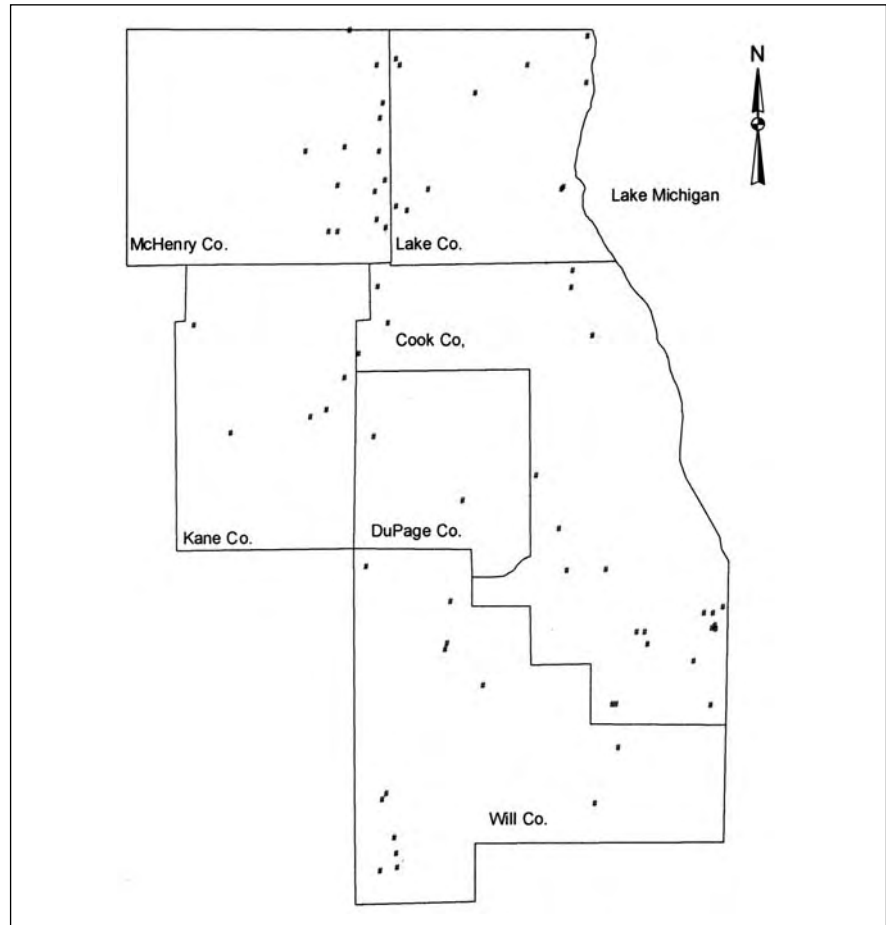 N
Lake Michigan
McHenry Co.
Lake Co.
Cook Co,
Kane Co.
DuPage Co.
Will Co.